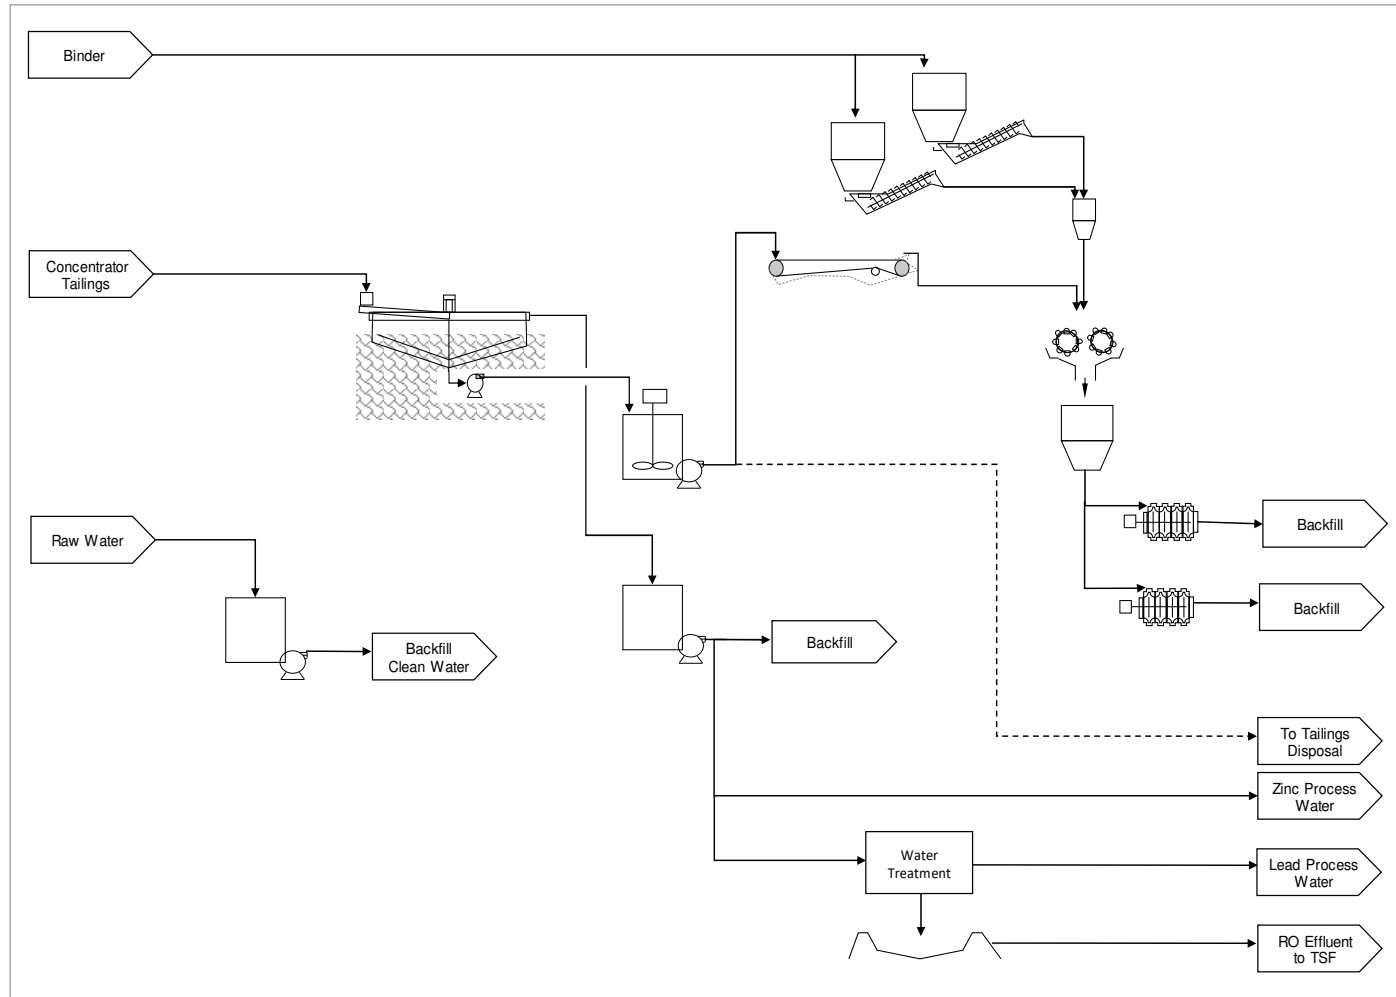 Binder
Concentrator
Tailings
Raw Water
Backfill
Clean Water
Backfill
Backfill
Backfill
To Tailings
Disposal
Zinc Process
Water
Water
Treatment
Lead Process
Water
RO Effluent
to TSF